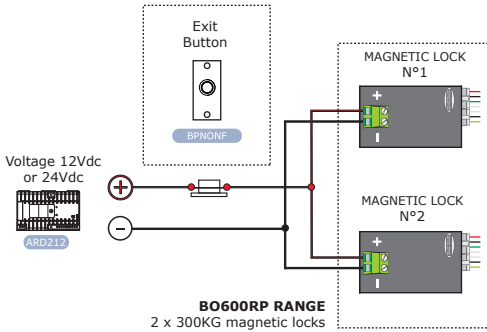 Exit
Button
BPNONF
MAGNETIC LOCK
N°1
+
-
Voltage 12Vdc
or 24Vdc
ARD212
+
-
MAGNETIC LOCK
N°2
+
-
BO600RP RANGE
2 x 300KG magnetic locks